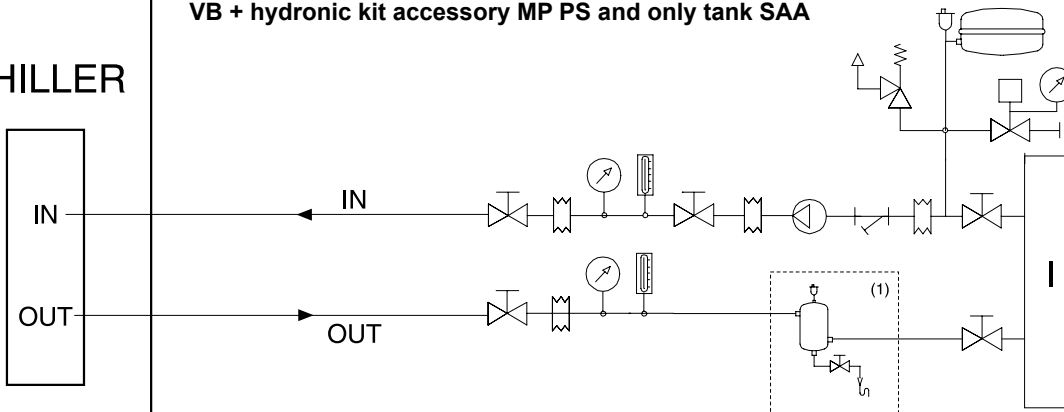 VB + hydronic kit accessory MP PS and only tank SAA
HILLER
IN
IN
OUT
OUT
(1)
I